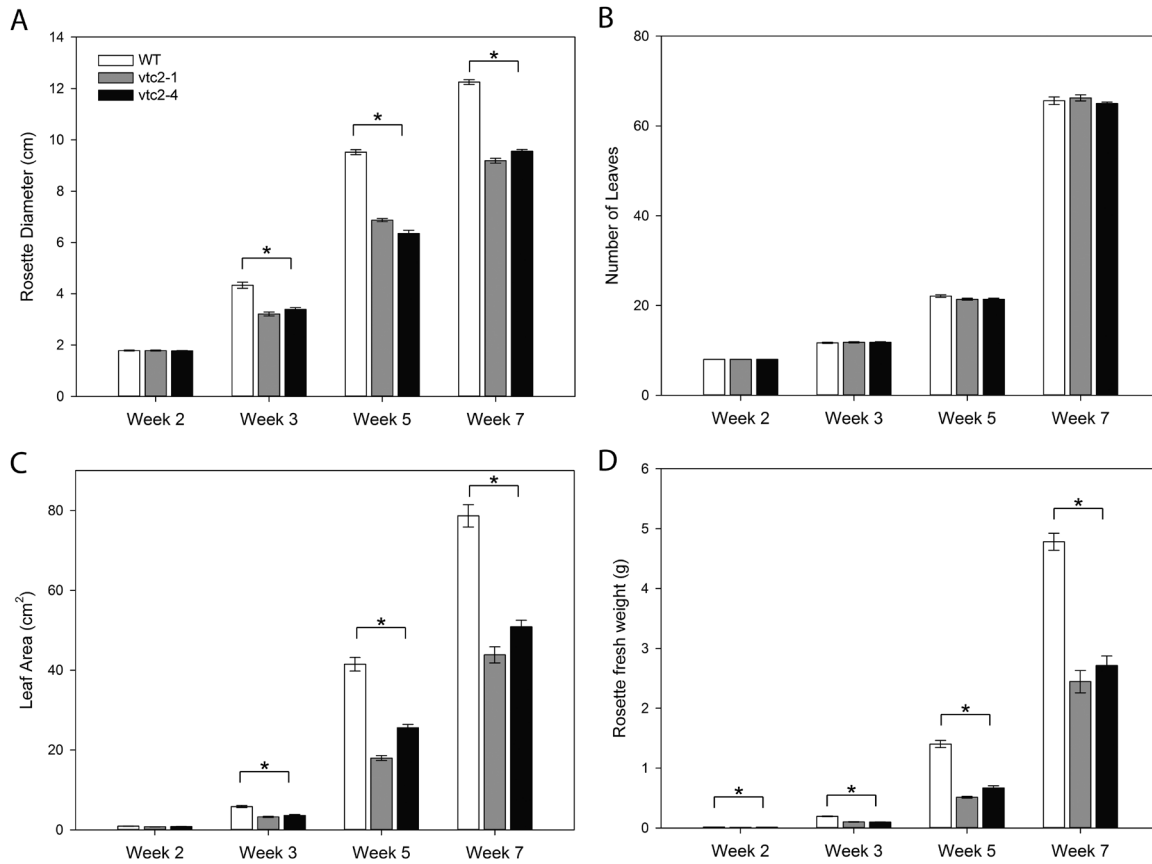 A
14
12
10
8
6
4
2
0
Rosette Diameter (cm)
WT
vtc2-1
vtc2-4
*
*
*
Week 2 Week 3 Week 5 Week 7
B
80
60
40
20
0
Number of Leaves
Week 2 Week 3 Week 5 Week 7
C
80
60
40
20
0
Leaf Area (cm²)
*
*
*
Week 2 Week 3 Week 5 Week 7
D
6
5
4
3
2
1
0
Rosette fresh weight (g)
*
*
*
*
Week 2 Week 3 Week 5 Week 7